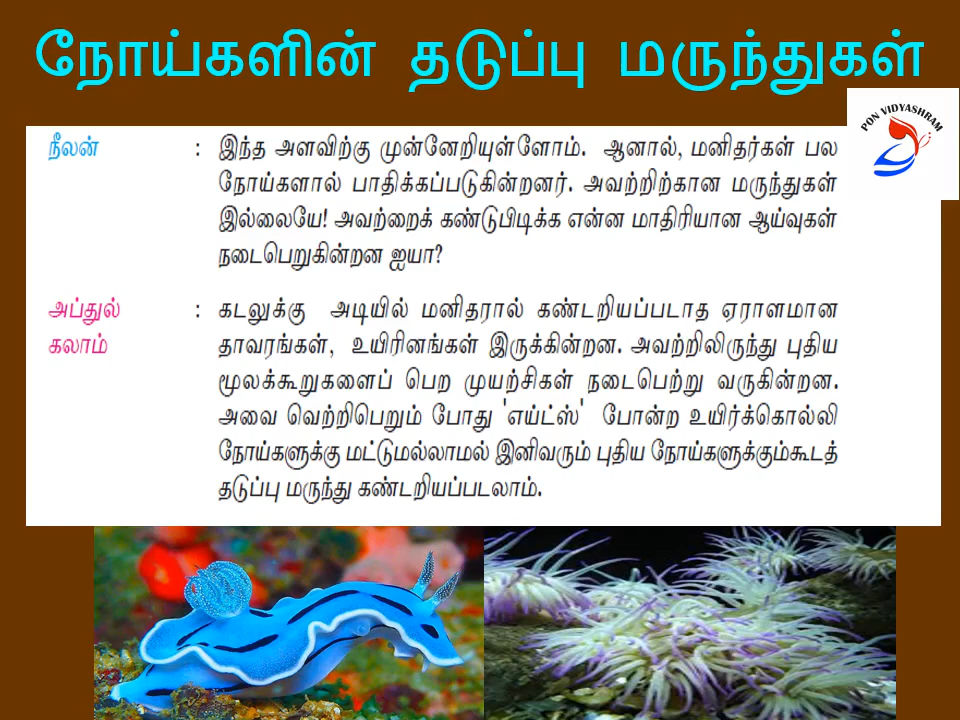 நோய்களின் தடுப்பு மருந்துகள்
PON VIDYASHRAM
நீலன் : இந்த அளவிற்கு முன்னேறியுள்ளோம். ஆனால், மனிதர்கள் பல
நோய்களால் பாதிக்கப்படுகின்றனர். அவற்றிற்கான மருந்துகள்
இல்லையே! அவற்றைக் கண்டுபிடிக்க என்ன மாதிரியான ஆய்வுகள்
நடைபெறுகின்றன ஐயா?
அப்துல் : கடலுக்கு அடியில் மனிதரால் கண்டறியப்படாத ஏராளமான
கலாம் தாவரங்கள், உயிரினங்கள் இருக்கின்றன. அவற்றிலிருந்து புதிய
மூலக்கூறுகளைப் பெற முயற்சிகள் நடைபெற்று வருகின்றன.
அவை வெற்றிபெறும் போது 'எய்ட்ஸ்' போன்ற உயிர்க்கொல்லி
நோய்களுக்கு மட்டுமல்லாமல் இனிவரும் புதிய நோய்களுக்கும்கூடத்
தடுப்பு மருந்து கண்டறியப்படலாம்.